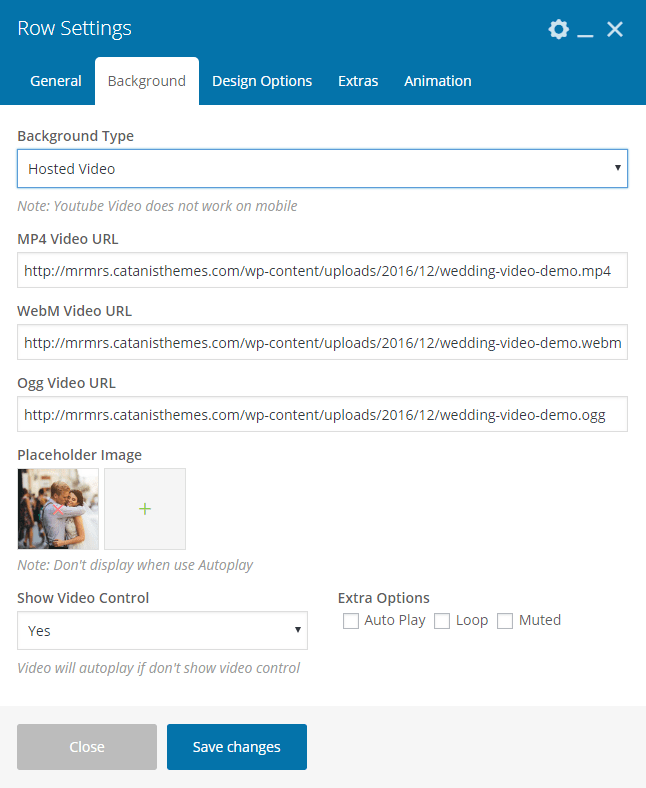 Row Settings
General Background Design Options Extras Animation
Background Type
Hosted Video
Note: Youtube Video does not work on mobile
MP4 Video URL
http://mrmrs.catanisthemes.com/wp-content/uploads/2016/12/wedding-video-demo.mp4
WebM Video URL
http://mrmrs.catanisthemes.com/wp-content/uploads/2016/12/wedding-video-demo.webm
Ogg Video URL
http://mrmrs.catanisthemes.com/wp-content/uploads/2016/12/wedding-video-demo.ogg
Placeholder Image
Note: Don't display when use Autoplay
Show Video Control
Yes
Video will autoplay if don't show video control
Extra Options
Auto Play Loop Muted
Close Save changes